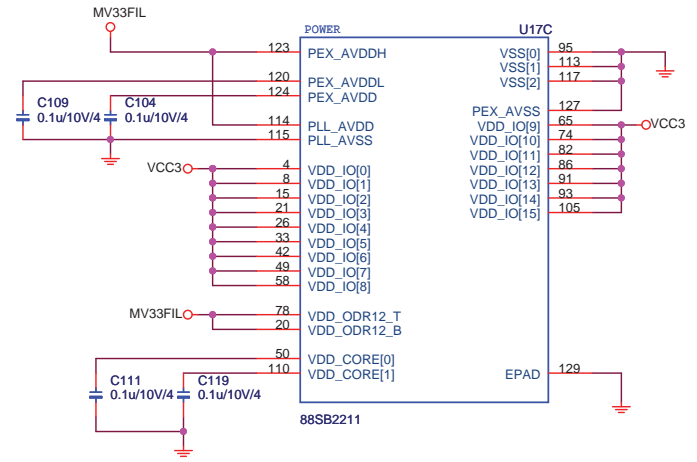 MV33FIL
POWER
U17C
123 PEX_AVDDH
VSS[0] 95
VSS[1] 113
120 PEX_AVDDL
VSS[2] 117
124 PEX_AVDD
C109
0.1u/10V/4
C104
0.1u/10V/4
PEX_AVSS 127
114 PLL_AVDD
VDD_IO[9] 65
VCC3
115 PLL_AVSS
VDD_IO[10] 74
VDD_IO[11] 82
VCC3
4 VDD_IO[0]
VDD_IO[12] 86
8 VDD_IO[1]
VDD_IO[13] 91
15 VDD_IO[2]
VDD_IO[14] 93
21 VDD_IO[3]
VDD_IO[15] 105
26 VDD_IO[4]
33 VDD_IO[5]
42 VDD_IO[6]
49 VDD_IO[7]
58 VDD_IO[8]
MV33FIL
78 VDD_ODR12_T
20 VDD_ODR12_B
50 VDD_CORE[0]
110 VDD_CORE[1]
EPAD 129
C111
0.1u/10V/4
C119
0.1u/10V/4
88SB2211